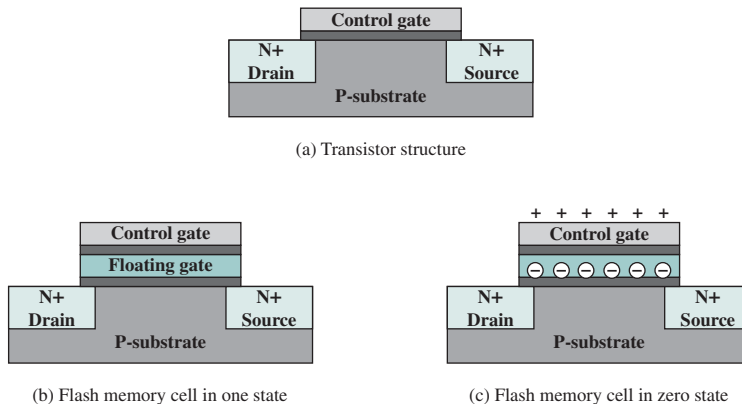 Control gate
N+
Drain
N+
Source
P-substrate
(a) Transistor structure
Control gate
Floating gate
N+
Drain
N+
Source
P-substrate
(b) Flash memory cell in one state
+ + + + + +
Control gate
− − − − − −
N+
Drain
N+
Source
P-substrate
(c) Flash memory cell in zero state